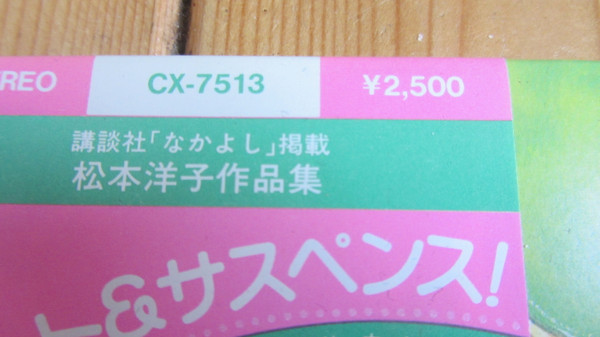 REO CX-7513 ¥2,500
講談社「なかよし」掲載
松本洋子作品集
&サスペンス!